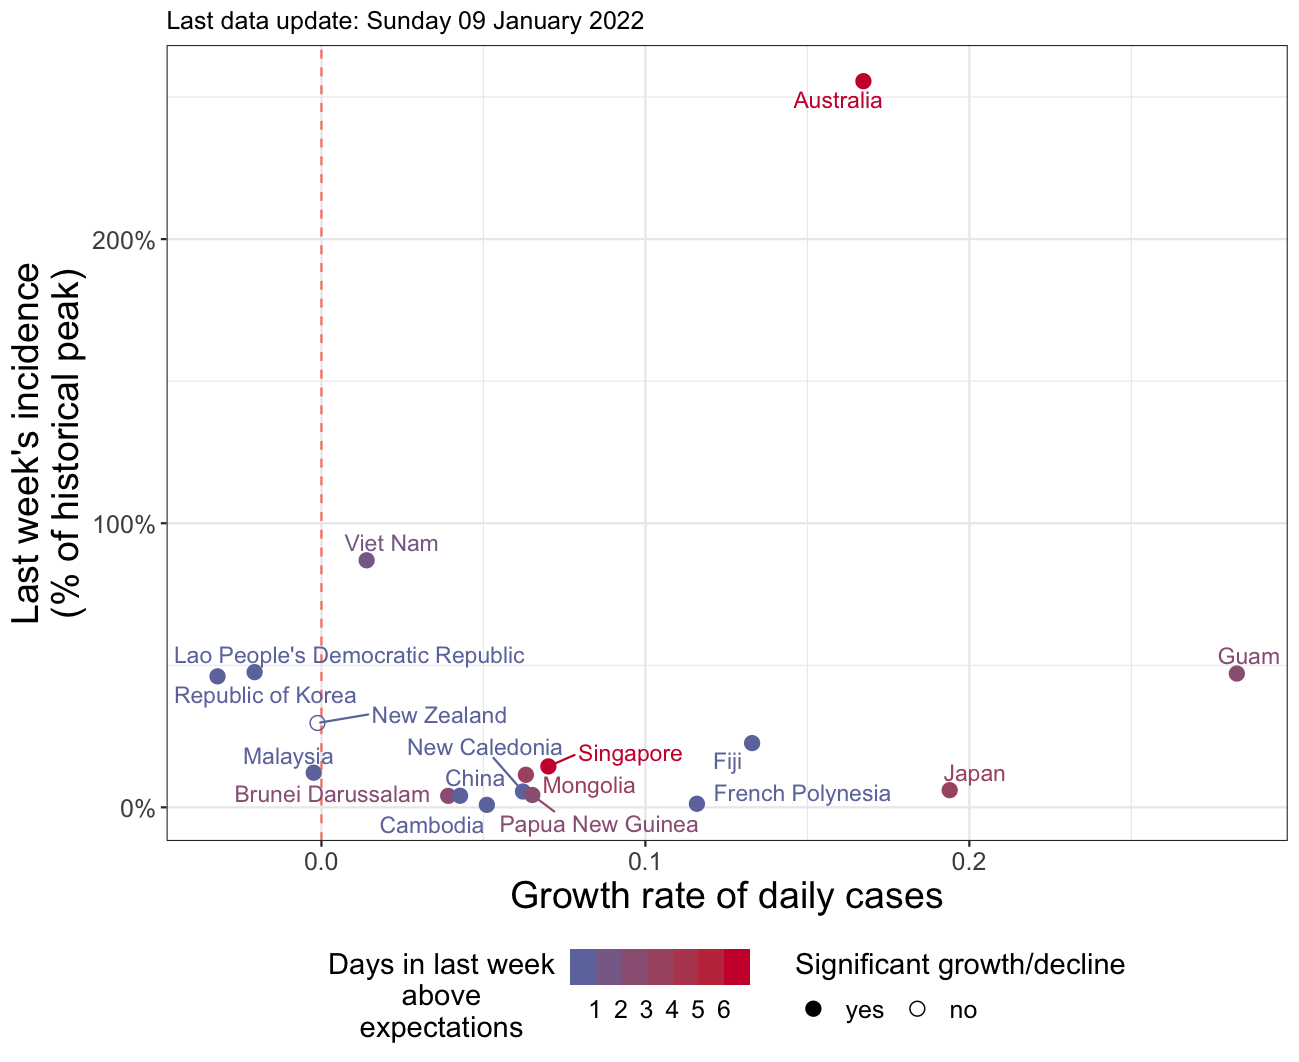 Last data update: Sunday 09 January 2022
Last week's incidence
(% of historical peak)
200%
100%
0%
Australia
Viet Nam
Lao People's Democratic Republic
Guam
Republic of Korea
New Zealand
New Caledonia
Singapore
Malaysia
Fiji
China
Mongolia
Japan
Brunei Darussalam
French Polynesia
Cambodia
Papua New Guinea
0.0
0.1
0.2
Growth rate of daily cases
Days in last week
above
expectations
1 2 3 4 5 6
Significant growth/decline
yes
no